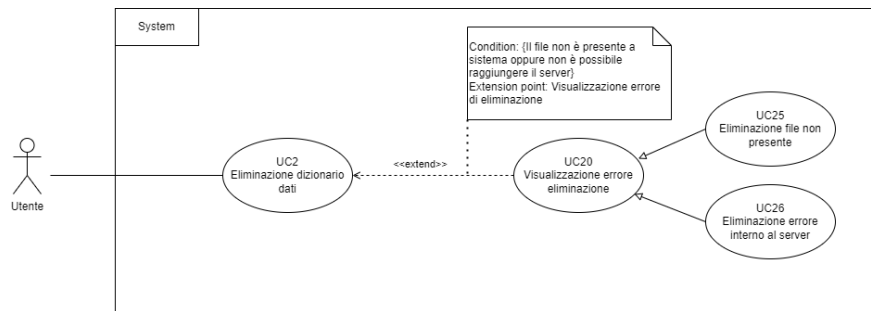 System
Condition: {Il file non è presente a
sistema oppure non è possibile
raggiungere il server}
Extension point: Visualizzazione errore
di eliminazione
UC25
Eliminazione file non
presente
UC2
Eliminazione dizionario
dati
<<extend>>
UC20
Visualizzazione errore
eliminazione
Utente
UC26
Eliminazione errore
interno al server